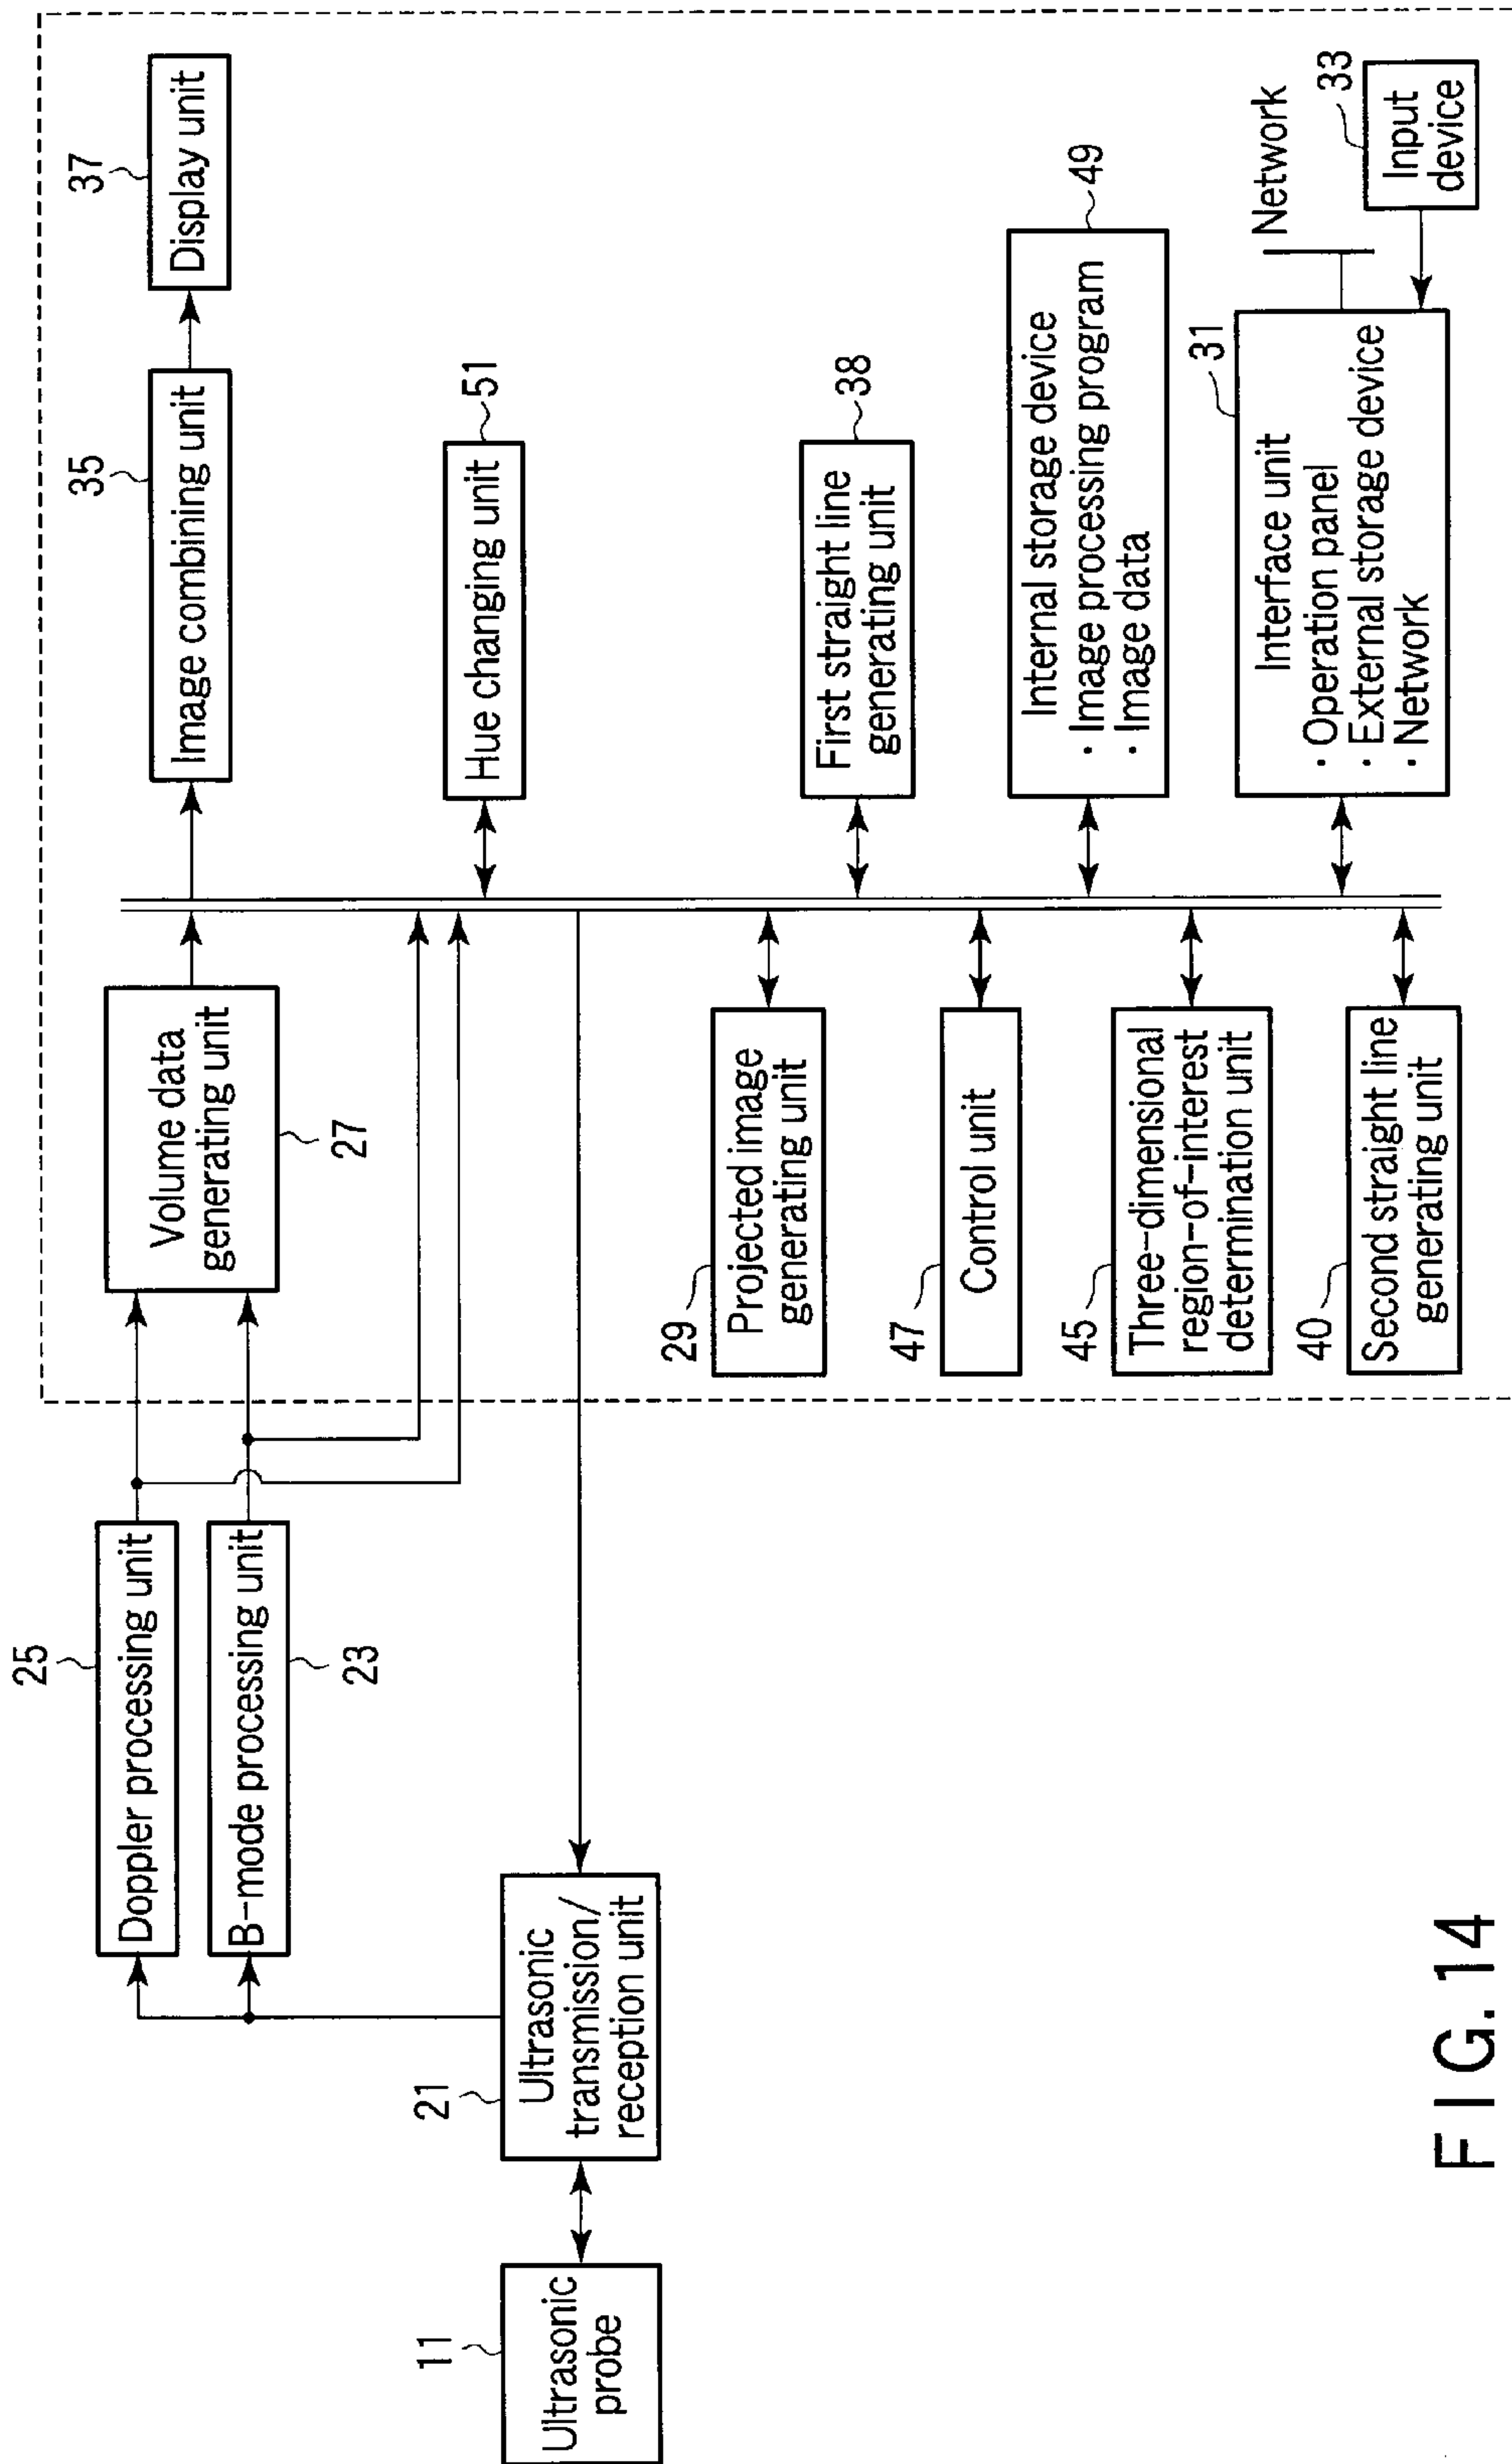 11
Ultrasonic
probe
21
Ultrasonic
transmission/
reception unit
25
Doppler processing unit
B-mode processing unit
23
Volume data
generating unit
27
35
Image combining unit
37
Display unit
Hue changing unit
51
29
Projected image
generating unit
First straight line
generating unit
38
47
Control unit
Internal storage device
· Image processing program
· Image data
49
45
Three-dimensional
region-of-interest
determination unit
31
Interface unit
· Operation panel
· External storage device
· Network
Network
33
Input
device
40
Second straight line
generating unit
FIG. 14